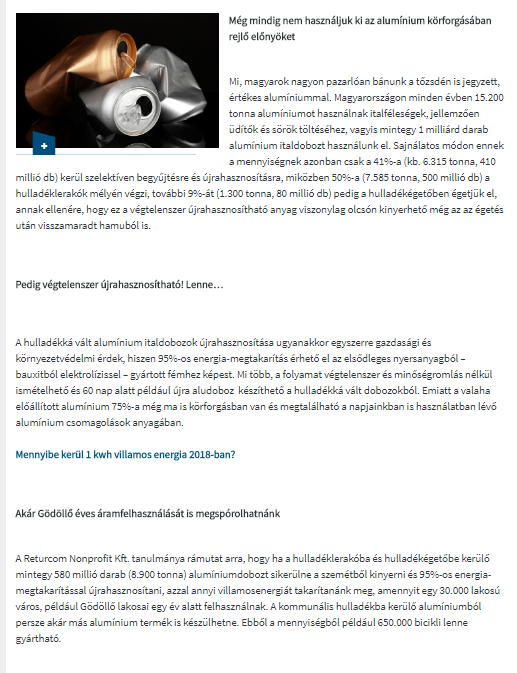 Még mindig nem használjuk ki az alumínium körforgásában
rejlő előnyöket
Mi, magyarok nagyon pazarlóan bánunk a tőzsdén is jegyzett,
értékes alumíniummal. Magyarországon minden évben 15.200
tonna alumíniumot használnak italféleségek, jellemzően
üdítők és sörök töltéséhez, vagyis mintegy 1 milliárd darab
alumínium italdobozt használunk el. Sajnálatos módon ennek
a mennyiségnek azonban csak a 41%-a (kb. 6.315 tonna, 410
millió db) kerül szelektíven begyűjtésre és újrahasznosításra, miközben 50%-a (7.585 tonna, 500 millió db) a
hulladéklerakók mélyén végzi, további 9%-át (1.300 tonna, 80 millió db) pedig a hulladékégetőben égetjük el,
annak ellenére, hogy ez a végtelenszer újrahasznosítható anyag viszonylag olcsón kinyerhető még az az égetés
után visszamaradt hamuból is.
Pedig végtelenszer újrahasznosítható! Lenne…
A hulladékká vált alumínium italdobozok újrahasznosítása ugyanakkor egyszerre gazdasági és
környezetvédelmi érdek, hiszen 95%-os energia-megtakarítás érhető el az elsődleges nyersanyagból –
bauxitból elektrolízissel – gyártott fémhez képest. Mi több, a folyamat végtelenszer és minőségromlás nélkül
ismételhető és 60 nap alatt például újra aludoboz készíthető a hulladékká vált dobozokból. Emiatt a valaha
előállított alumínium 75%-a még ma is körforgásban van és megtalálható a napjainkban is használatban lévő
alumínium csomagolások anyagában.
Mennyibe kerül 1 kwh villamos energia 2018-ban?
Akár Gödöllő éves áramfelhasználását is megspórolhatnánk
A Returcom Nonprofit Kft. tanulmánya rámutat arra, hogy ha a hulladéklerakóba és hulladékégetőbe kerülő
mintegy 580 millió darab (8.900 tonna) alumíniumdobozt sikerülne a szemétből kinyerni és 95%-os energia-
megtakarítással újrahasznosítani, azzal annyi villamosenergiát takarítanánk meg, amennyit egy 30.000 lakosú
város, például Gödöllő lakosai egy év alatt felhasználnak. A kommunális hulladékba kerülő alumíniumból
persze akár más alumínium termék is készülhetne. Ebből a mennyiségből például 650.000 bicikli lenne
gyártható.